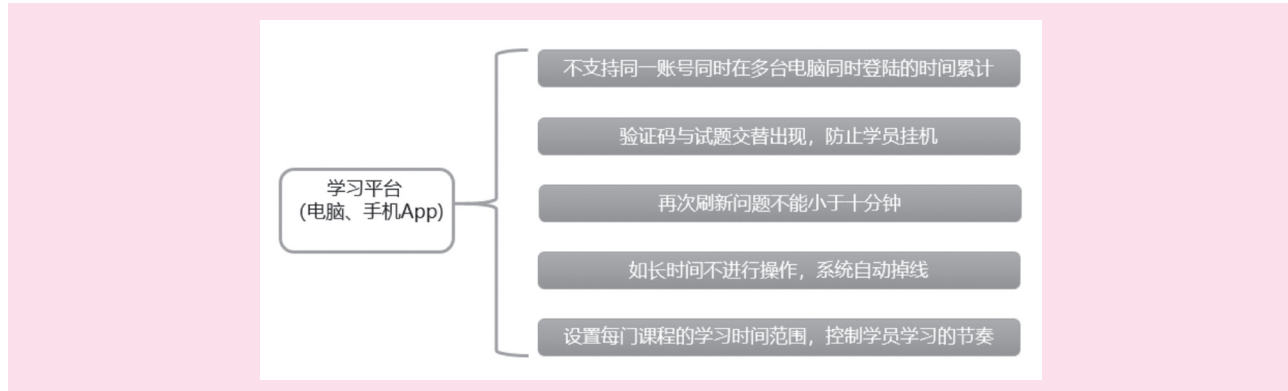 不支持同一账号同时在多台电脑同时登陆的时间累计
验证码与试题交替出现，防止学员挂机
学习平台
(电脑、手机App)
再次刷新问题不能小于十分钟
如长时间不进行操作，系统自动掉线
设置每门课程的学习时间范围，控制学员学习的节奏